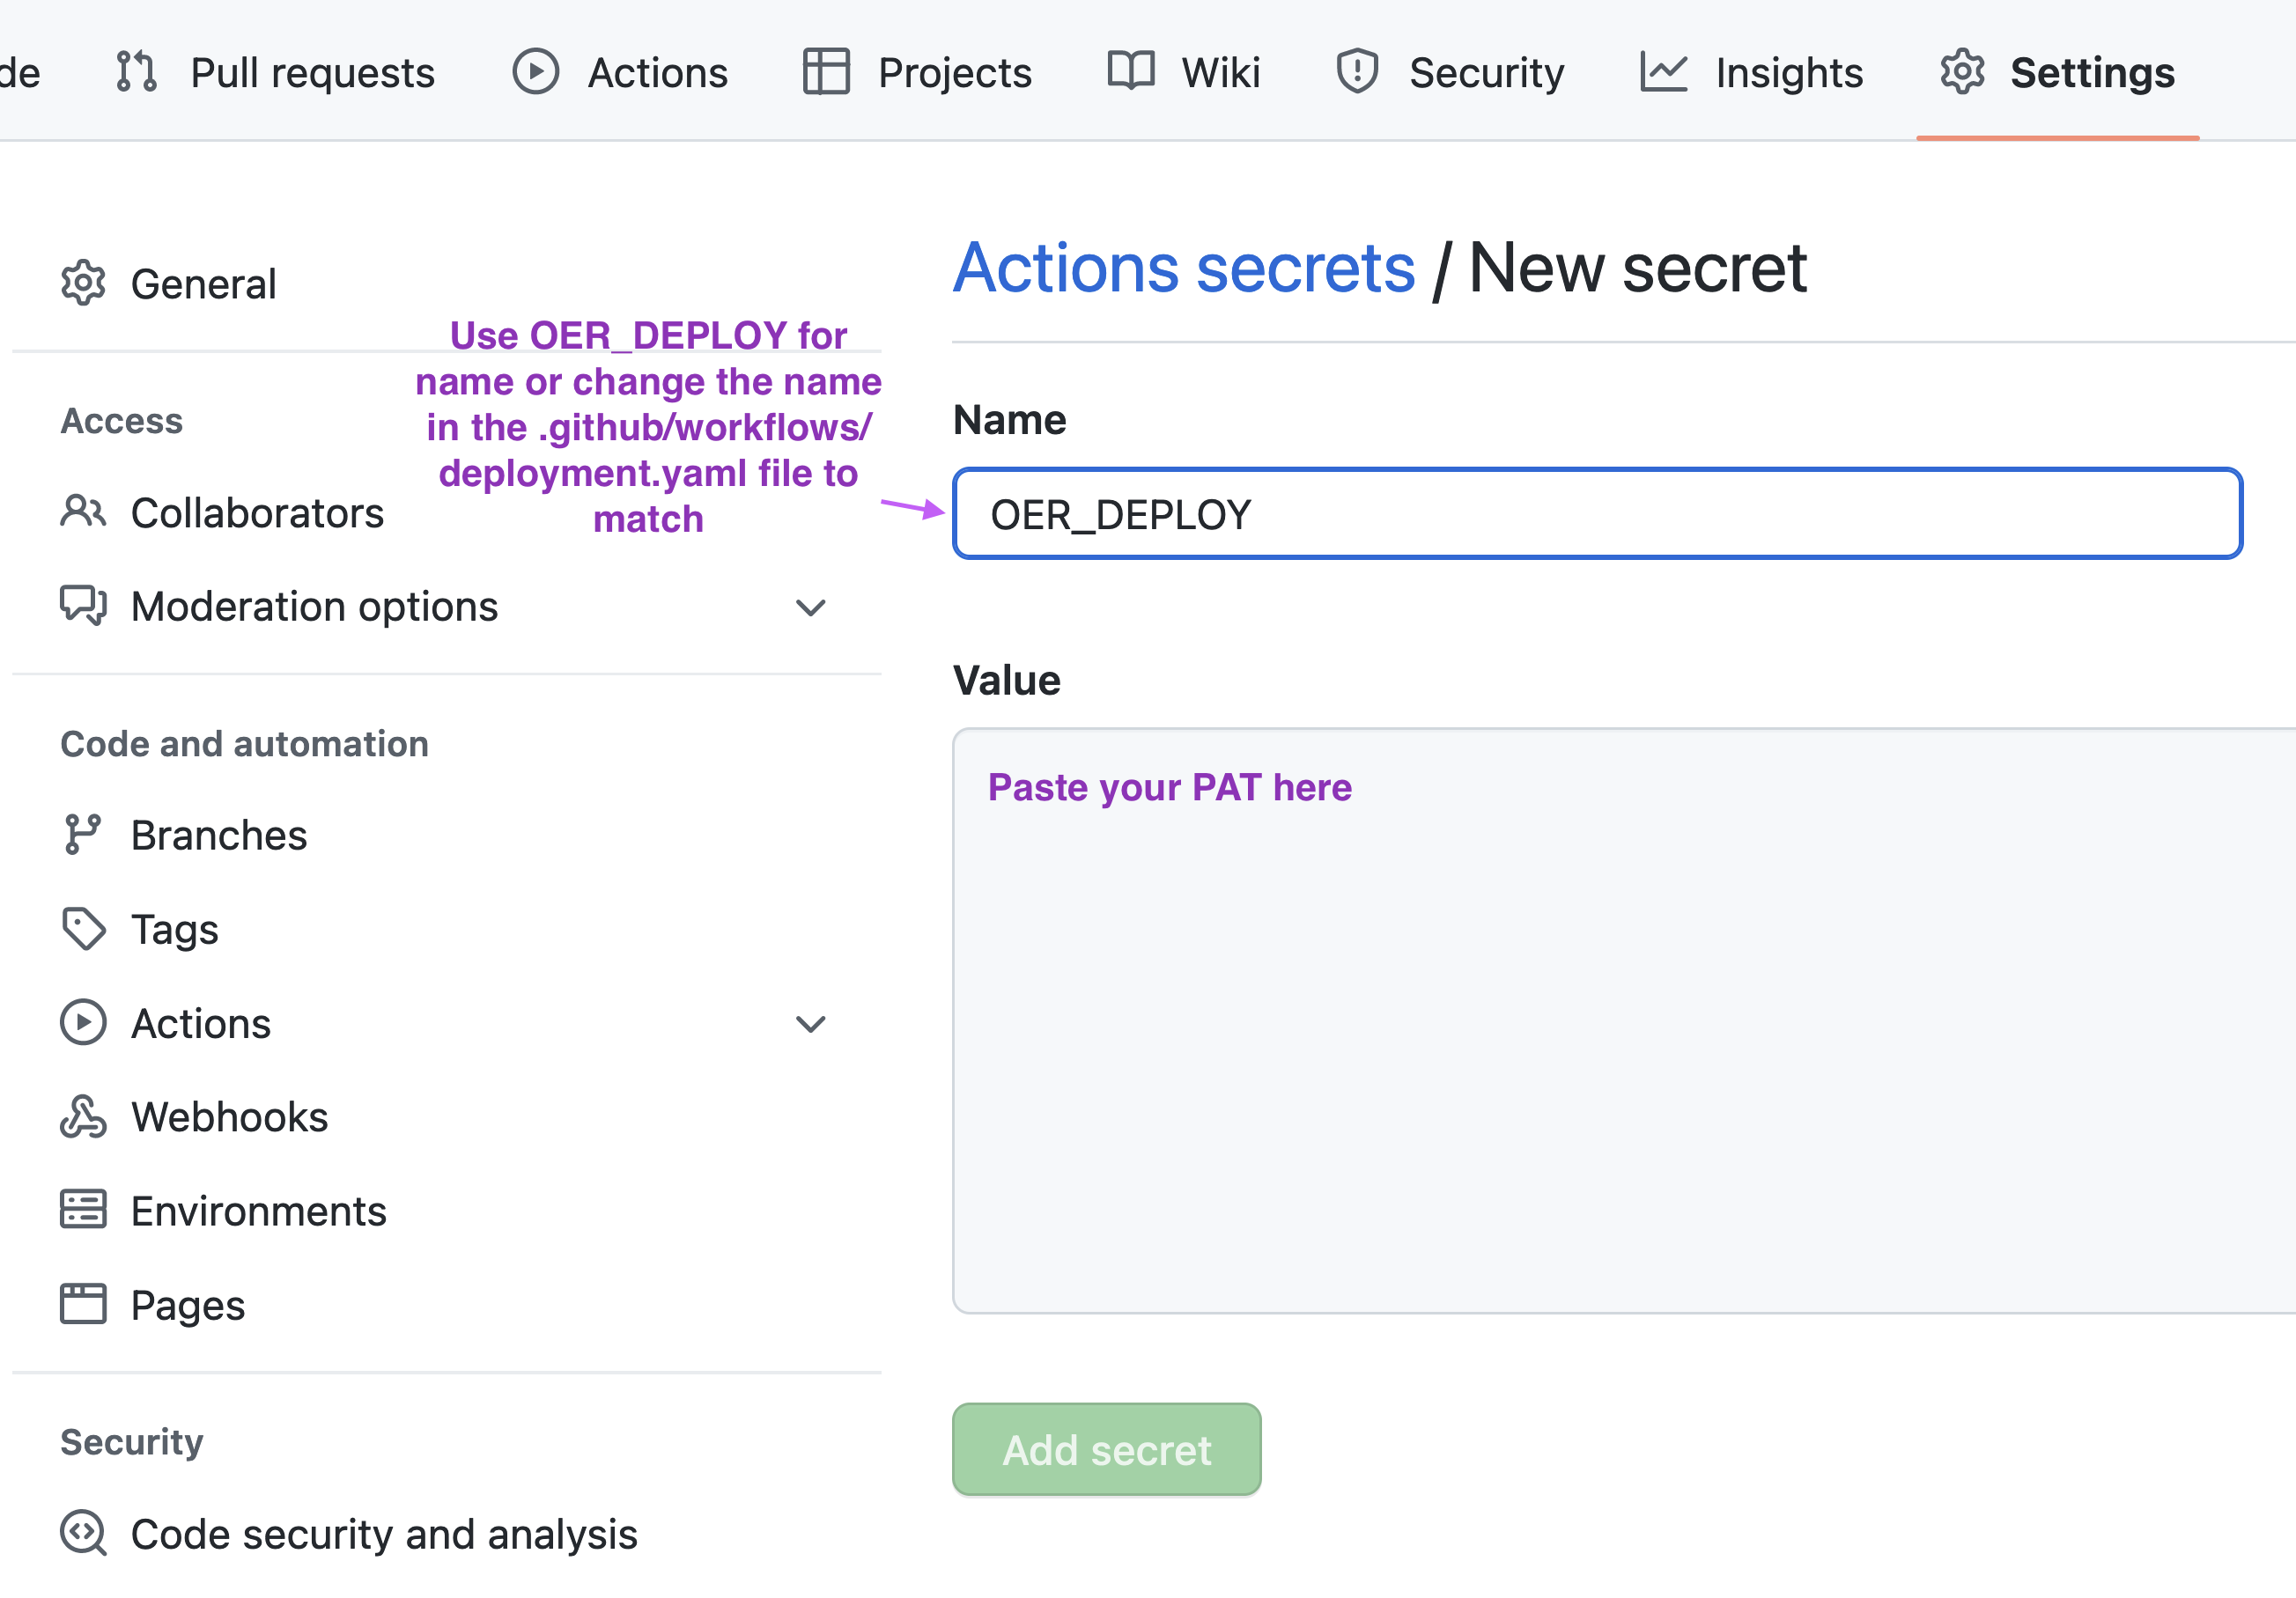 de Pull requests Actions Projects Wiki Security Insights Settings
General
Access
Collaborators
Moderation options
Code and automation
Branches
Tags
Actions
Webhooks
Environments
Pages
Security
Code security and analysis
Use OER_DEPLOY for
name or change the name
in the .github/workflows/
deployment.yaml file to
match
Actions secrets / New secret
Name
OER_DEPLOY
Value
Paste your PAT here
Add secret